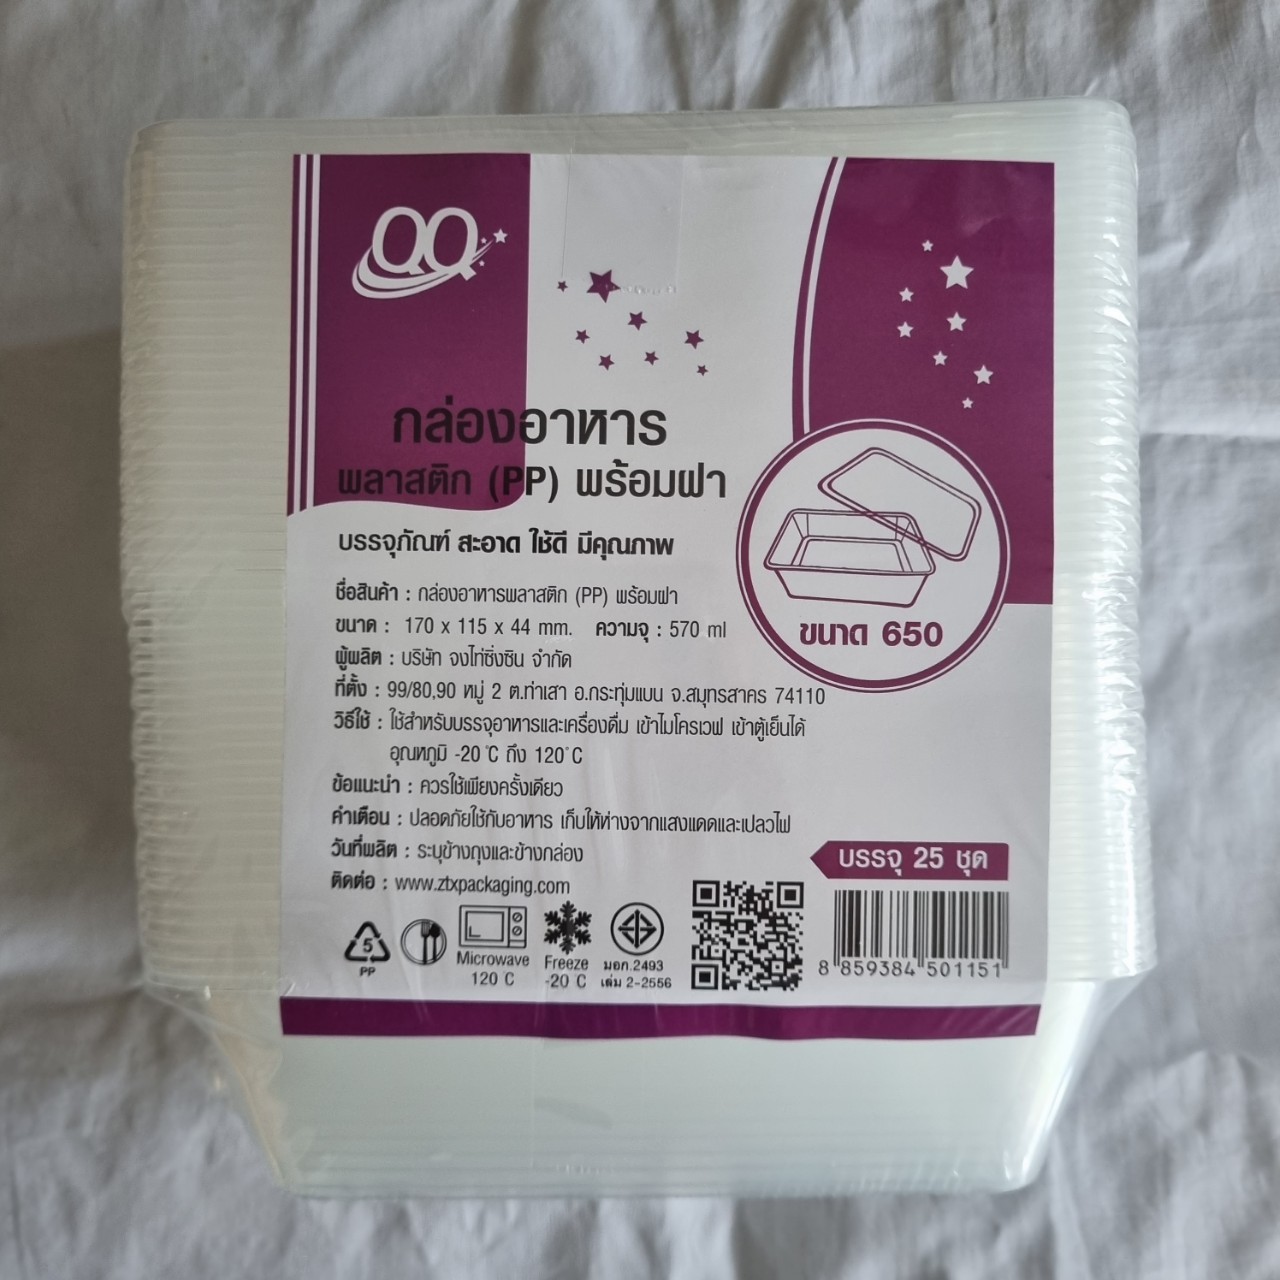 QQ
กล่องอาหาร
พลาสติก (PP) พร้อมฝา
บรรจุภัณฑ์ สะอาด ใช้ดี มีคุณภาพ
ชื่อสินค้า : กล่องอาหารพลาสติก (PP) พร้อมฝา
ขนาด : 170 x 115 x 44 mm. ความจุ : 570 ml
ขนาด 650
ผู้ผลิต : บริษัท จงไท่ซิ่งซิน จำกัด
ที่ตั้ง : 99/80,90 หมู่ 2 ต.ท่าเสา อ.กระทุ่มแบน จ.สมุทรสาคร 74110
วิธีใช้ : ใช้สำหรับบรรจุอาหารและเครื่องดื่ม เข้าไมโครเวฟ เข้าตู้เย็นได้
อุณหภูมิ -20 ํC ถึง 120 ํC
ข้อแนะนำ : ควรใช้เพียงครั้งเดียว
คำเตือน : ปลอดภัยใช้กับอาหาร เก็บให้ห่างจากแสงแดดและเปลวไฟ
วันที่ผลิต : ระบุข้างถุงและข้างกล่อง
ติดต่อ : www.ztxpackaging.com
บรรจุ 25 ชุด
5
PP
Microwave
120 ํC
Freeze
-20 ํC
มอก.2493
เล่ม 2-2556
8 859384 501151